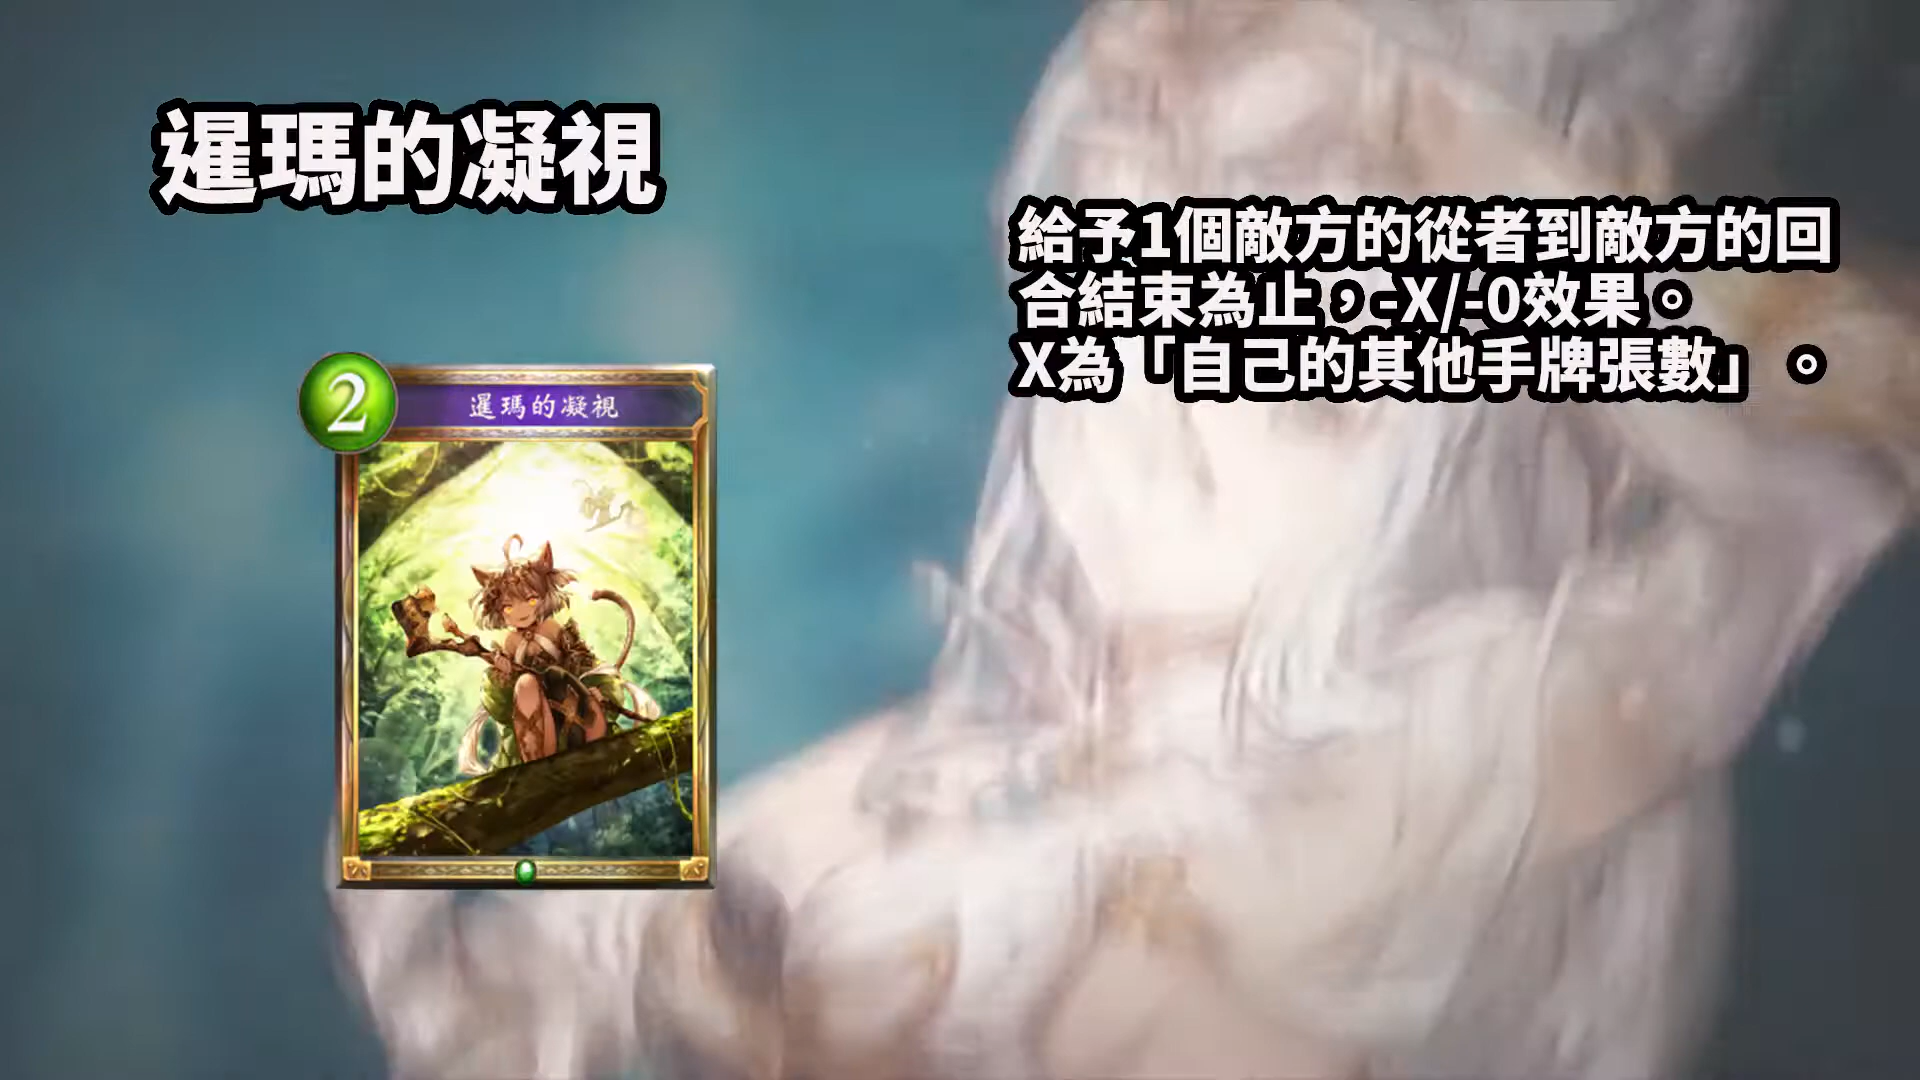 暹瑪的凝視
給予1個敵方的從者到敵方的回
合結束為止，-X/-0效果。
X為「自己的其他手牌張數」。
2
暹瑪的凝視